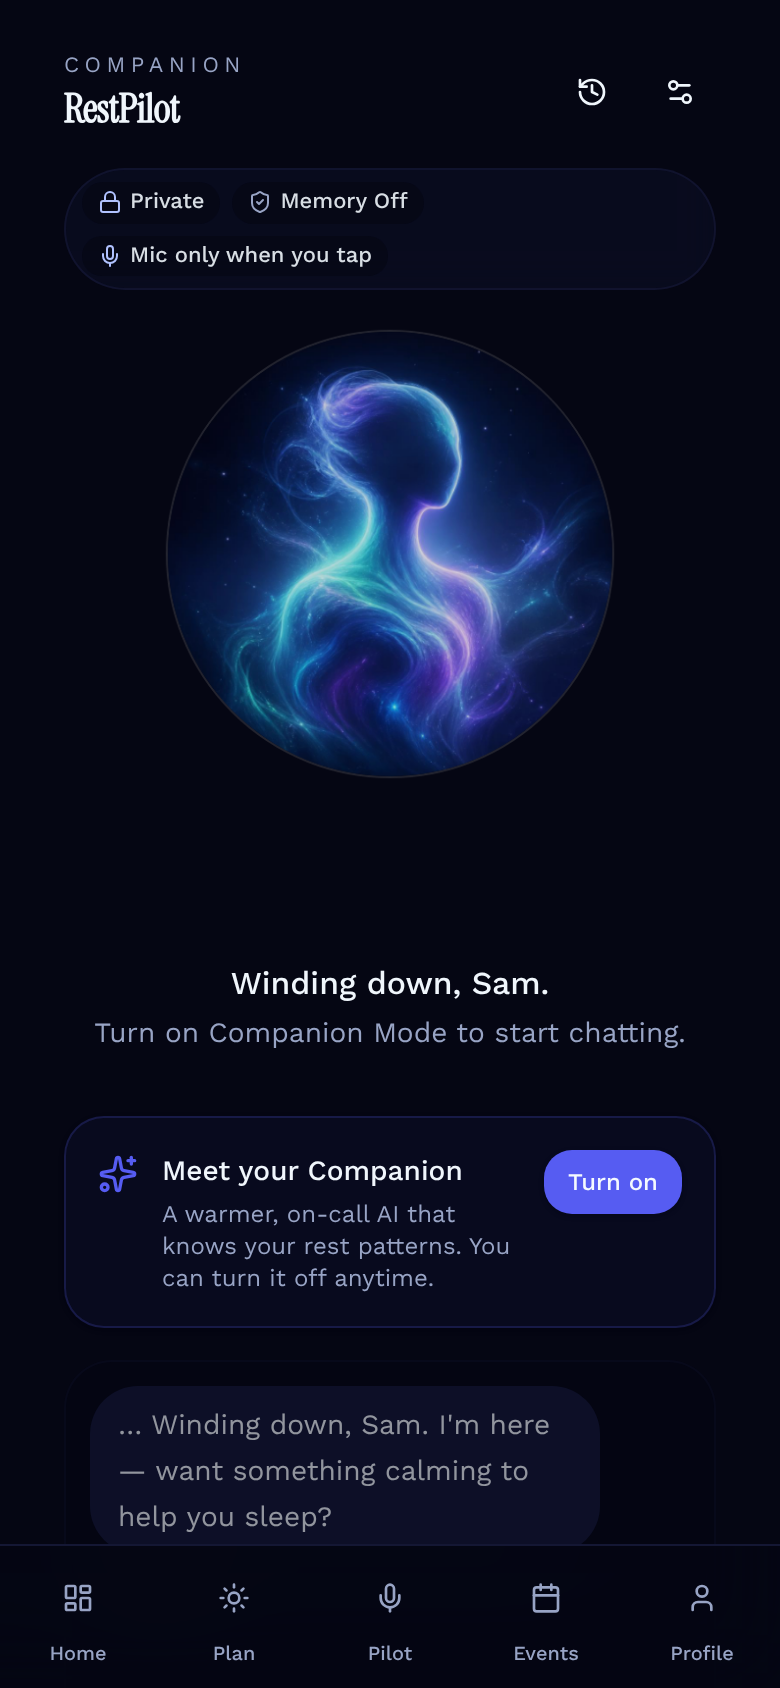 COMPANION
RestPilot
Private
Memory Off
Mic only when you tap
Winding down, Sam.
Turn on Companion Mode to start chatting.
Meet your Companion
Turn on
A warmer, on-call AI that
knows your rest patterns. You
can turn it off anytime.
... Winding down, Sam. I'm here
— want something calming to
help you sleep?
Home
Plan
Pilot
Events
Profile